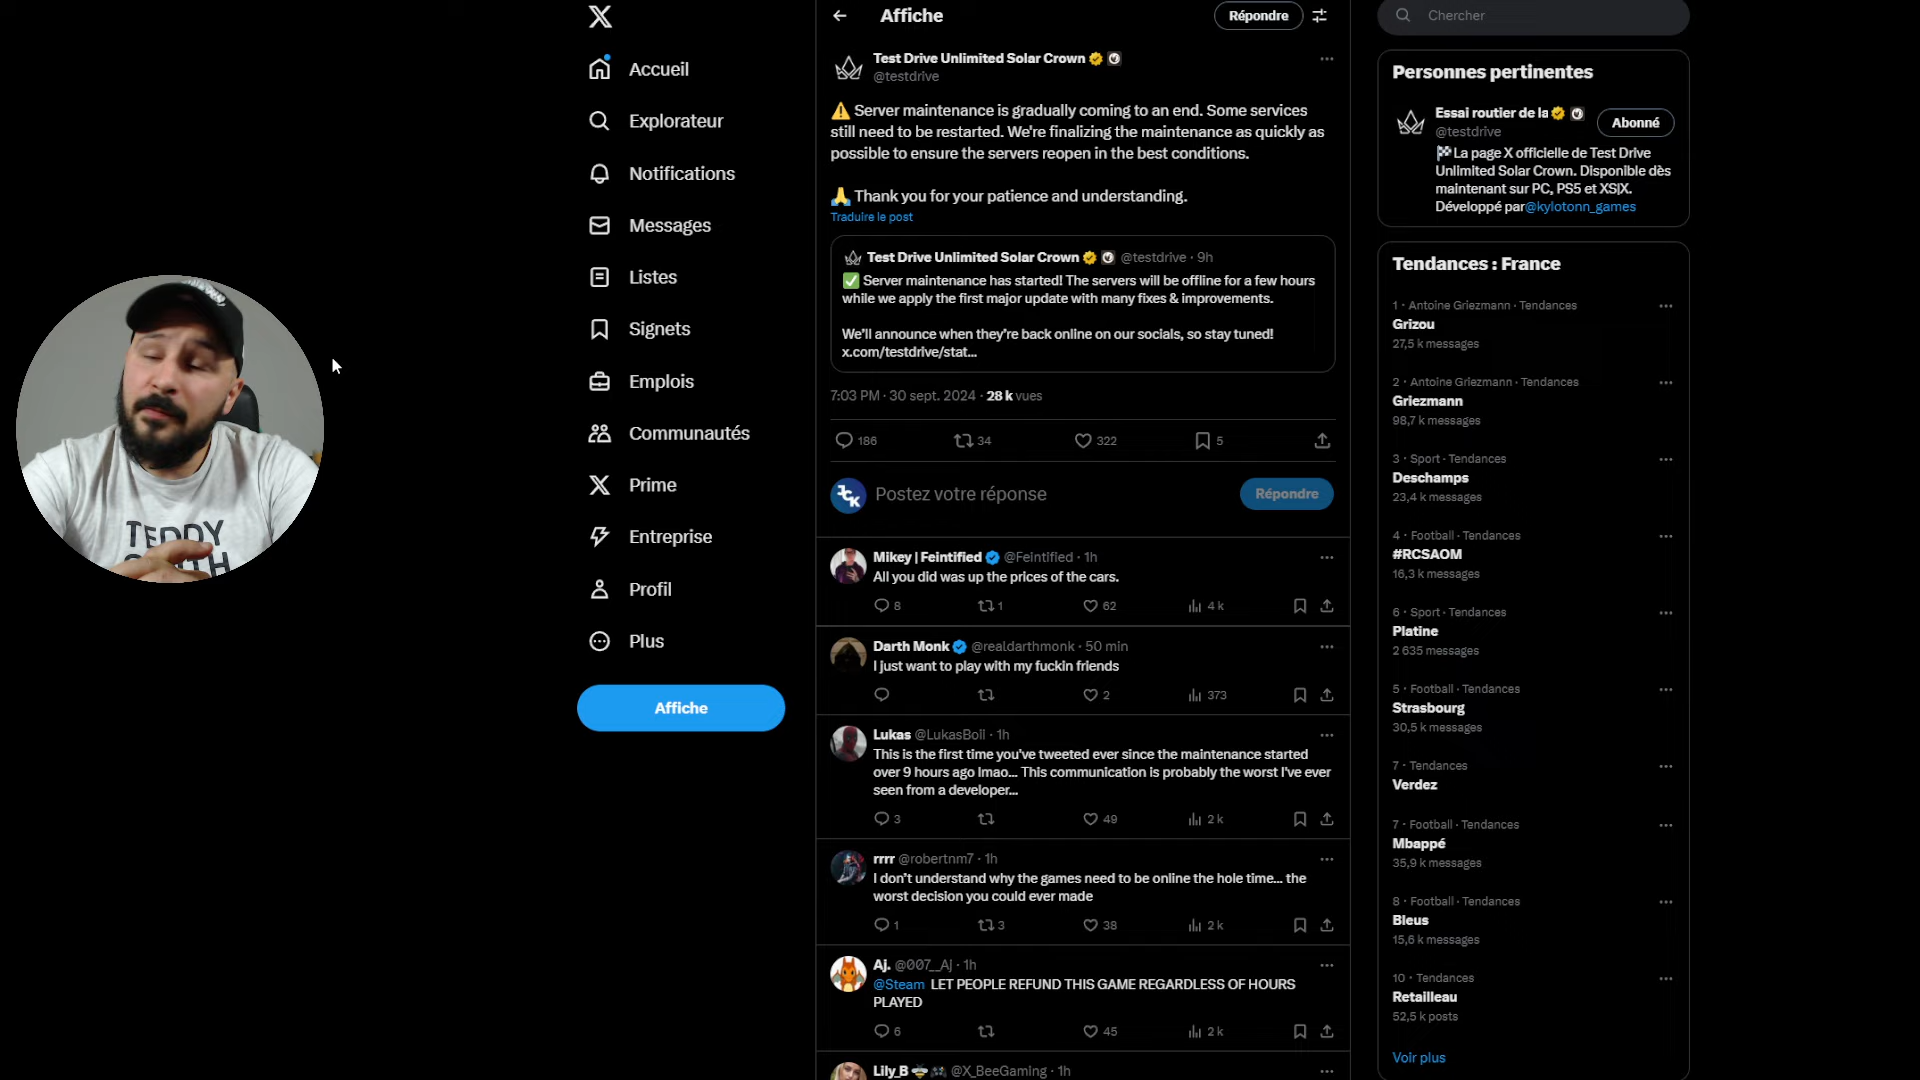 Accueil
Explorateur
Notifications
Messages
Listes
Signets
Emplois
Communautés
Prime
Entreprise
Profil
Plus
Affiche
TEDDY
Affiche
Répondre
Test Drive Unlimited Solar Crown
@testdrive
⚠️ Server maintenance is gradually coming to an end. Some services
still need to be restarted. We're finalizing the maintenance as quickly as
possible to ensure the servers reopen in the best conditions.
🙏 Thank you for your patience and understanding.
Traduire le post
Test Drive Unlimited Solar Crown @testdrive · 9h
✅ Server maintenance has started! The servers will be offline for a few hours
while we apply the first major update with many fixes & improvements.
We'll announce when they're back online on our socials, so stay tuned!
x.com/testdrive/stat...
7:03 PM · 30 sept. 2024 · 28 k vues
186 34 322 5
Postez votre réponse
Répondre
Mikey | Feintified @Feintified · 1h
All you did was up the prices of the cars.
8 1 62 4 k
Darth Monk @realdarthmonk · 50 min
I just want to play with my fuckin friends
2 373
Lukas @LukasBoii · 1h
This is the first time you've tweeted ever since the maintenance started
over 9 hours ago lmao... This communication is probably the worst I've ever
seen from a developer...
3 49 2 k
rrrr @robertnm7 · 1h
I don't understand why the games need to be online the hole time... the
worst decision you could ever made
1 3 38 2 k
Aj. @007__Aj · 1h
@Steam LET PEOPLE REFUND THIS GAME REGARDLESS OF HOURS
PLAYED
6 45 2 k
Lily_B 🐝 🎮 @X_BeeGaming · 1h
Chercher
Personnes pertinentes
Essai routier de la
@testdrive
Abonné
🏁La page X officielle de Test Drive
Unlimited Solar Crown. Disponible dès
maintenant sur PC, PS5 et XS|X.
Développé par@kylotonn_games
Tendances : France
1 · Antoine Griezmann · Tendances
Grizou
27,5 k messages
2 · Antoine Griezmann · Tendances
Griezmann
98,7 k messages
3 · Sport · Tendances
Deschamps
23,4 k messages
4 · Football · Tendances
#RCSAOM
16,3 k messages
6 · Sport · Tendances
Platine
2 635 messages
5 · Football · Tendances
Strasbourg
30,5 k messages
7 · Tendances
Verdez
7 · Football · Tendances
Mbappé
35,9 k messages
8 · Football · Tendances
Bleus
15,6 k messages
10 · Tendances
Retailleau
52,5 k posts
Voir plus